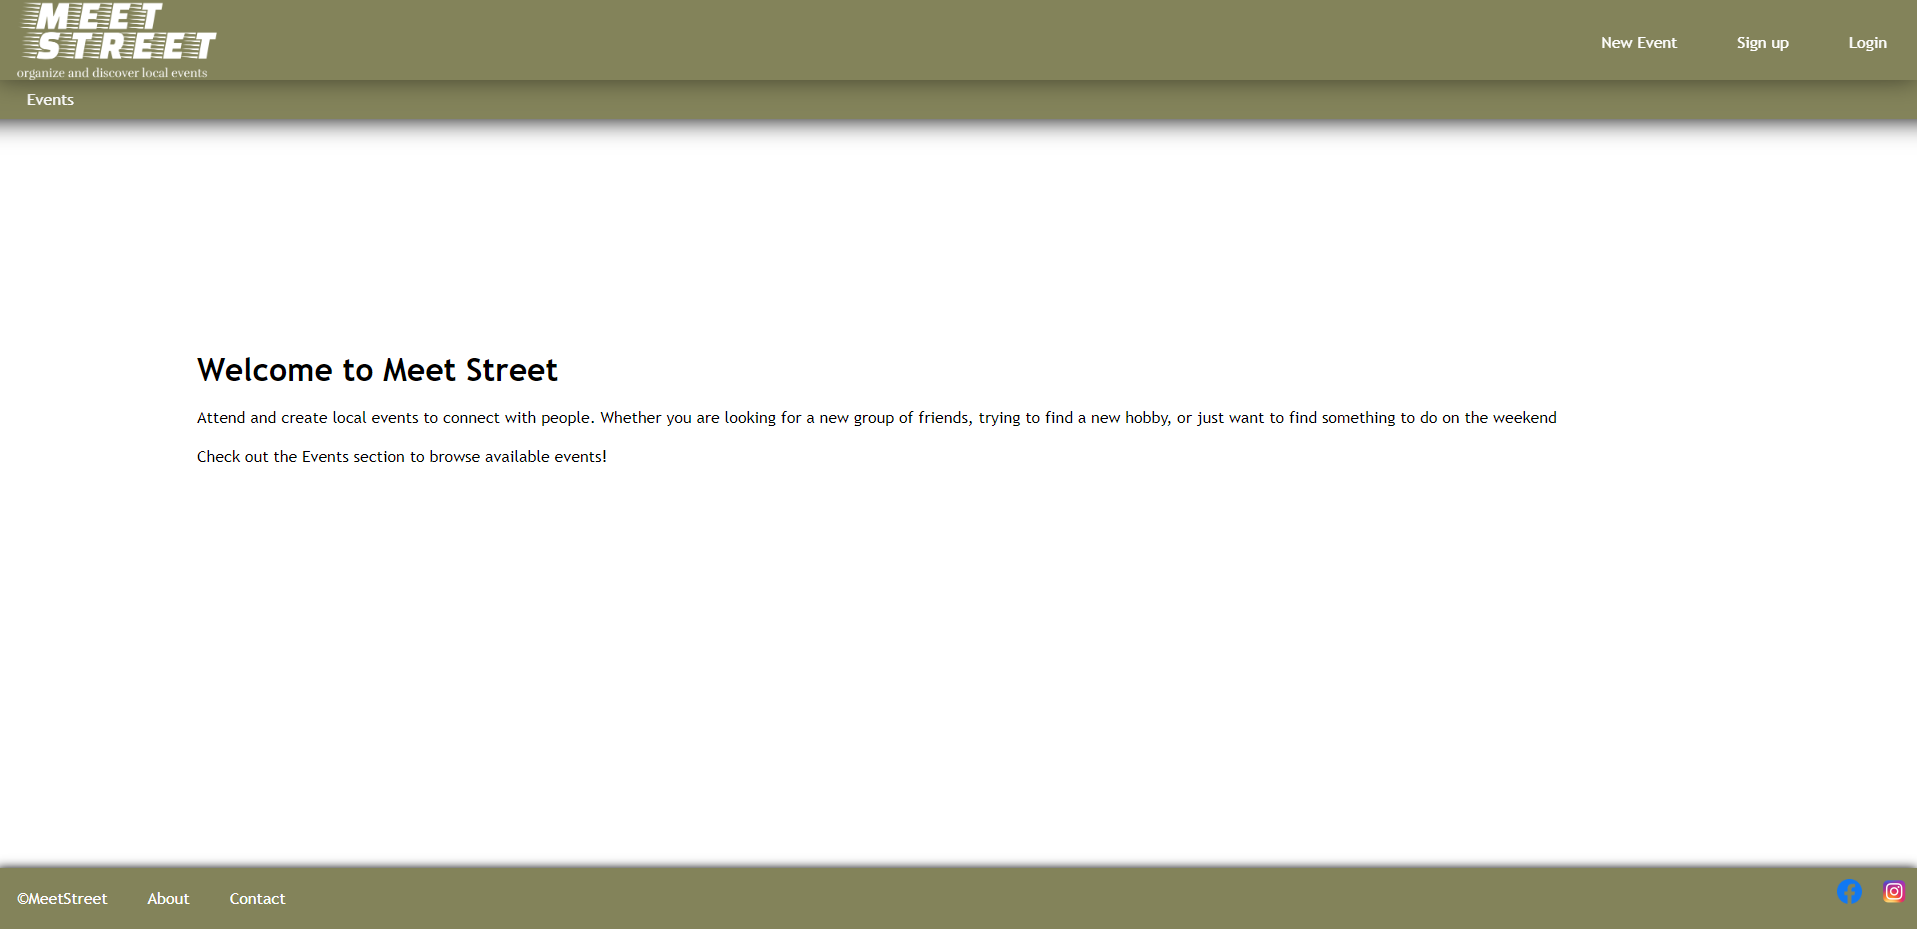 MEET
STREET
organize and discover local events
New Event
Sign up
Login
Events
Welcome to Meet Street
Attend and create local events to connect with people. Whether you are looking for a new group of friends, trying to find a new hobby, or just want to find something to do on the weekend
Check out the Events section to browse available events!
©MeetStreet
About
Contact